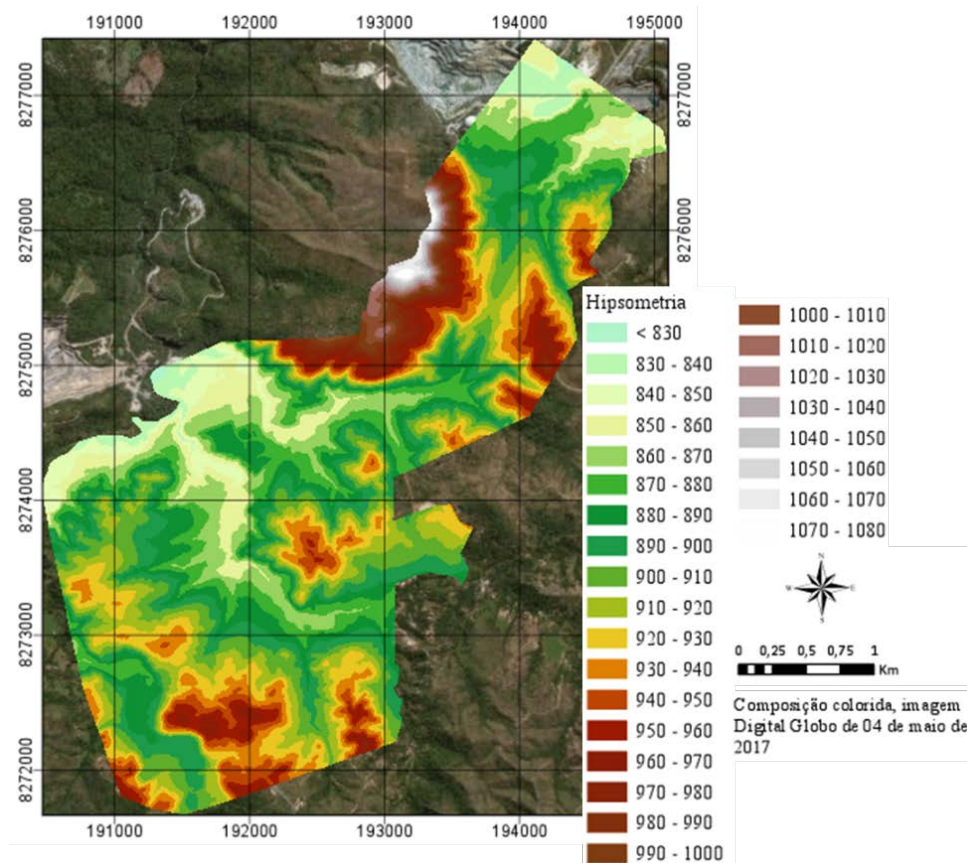 191000 192000 193000 194000 195000
8277000 8277000
8276000 8276000
8275000
8274000
8273000
8272000
191000 192000 193000 194000
Hipsometria
< 830
830 - 840
840 - 850
850 - 860
860 - 870
870 - 880
880 - 890
890 - 900
900 - 910
910 - 920
920 - 930
930 - 940
940 - 950
950 - 960
960 - 970
970 - 980
980 - 990
990 - 1000
1000 - 1010
1010 - 1020
1020 - 1030
1030 - 1040
1040 - 1050
1050 - 1060
1060 - 1070
1070 - 1080
N
W E
S
0 0,25 0,5 0,75 1
Km
Composição colorida, imagem
Digital Globo de 04 de maio de
2017